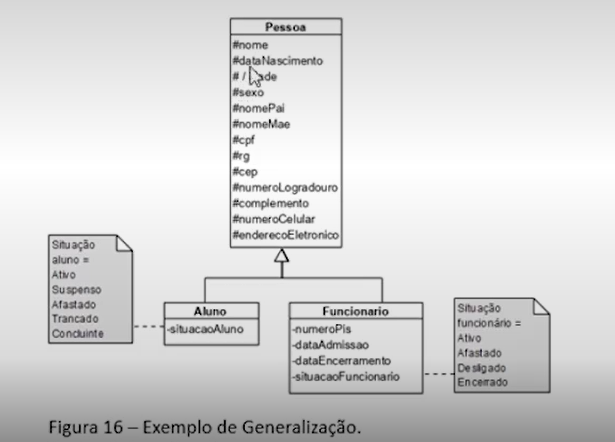 Pessoa
#nome
#dataNascimento
# /
#sexo
#nomePai
#nomeMae
#cpf
#rg
#cep
#numeroLogradouro
#complemento
#numeroCelular
#enderecoEletronico
Situação
aluno =
Ativo
Suspenso
Afastado
Trancado
Concluinte
Aluno
-situacaoAluno
Funcionario
-numeroPis
-dataAdmissao
-dataEncerramento
-situacaoFuncionario
Situação
funcionário =
Ativo
Afastado
Desligado
Encerrado
Figura 16 – Exemplo de Generalização.